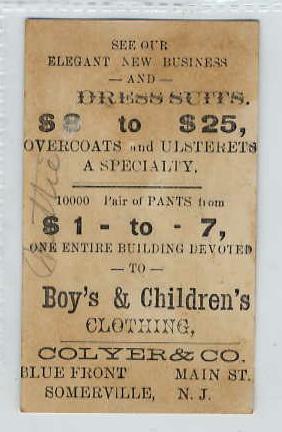 SEE OUR
ELEGANT NEW BUSINESS
— AND —
DRESS SUITS.
$8 to $25,
OVERCOATS and ULSTERETS
A SPECIALTY.
10000 Pair of PANTS from
$1 - to - 7,
ONE ENTIRE BUILDING DEVOTED
— TO —
Boy's & Children's
CLOTHING,
COLYER & CO.
BLUE FRONT MAIN ST.
SOMERVILLE, N. J.